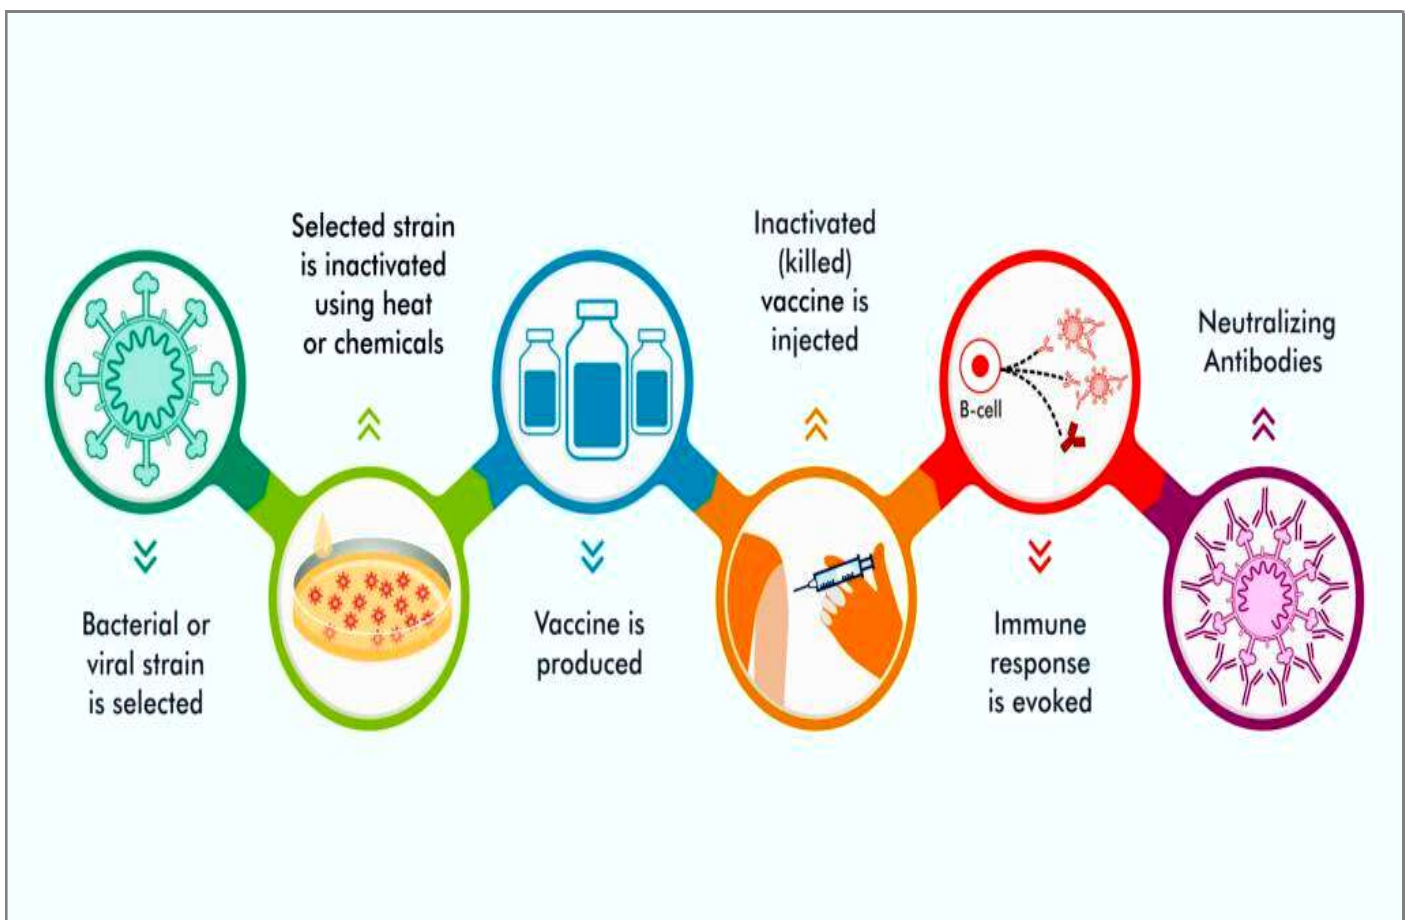 Bacterial or
viral strain
is selected
Selected strain
is inactivated
using heat
or chemicals
Vaccine is
produced
Inactivated
(killed)
vaccine is
injected
B-cell
Immune
response
is evoked
Neutralizing
Antibodies